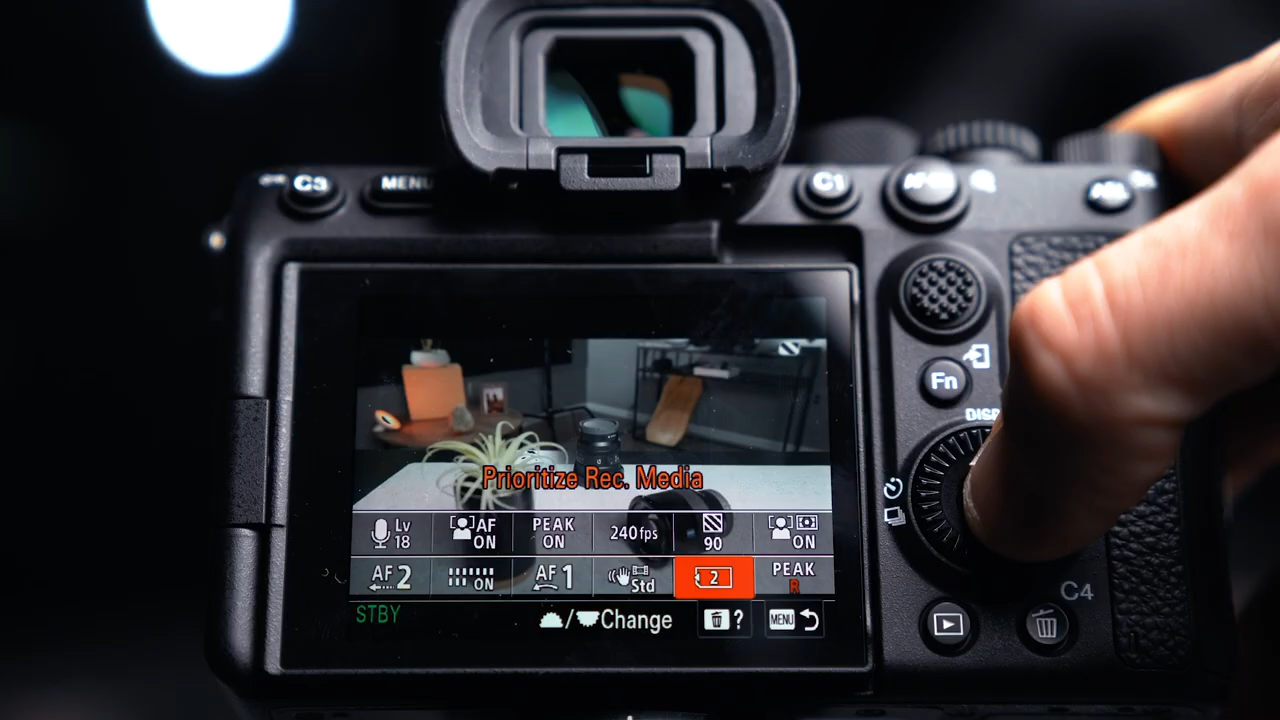 C3
MENU
C1
AEL
Fn
DISP
Prioritize Rec. Media
Lv 18
AF ON
PEAK ON
240fps
90
ON
AF 2
ON
AF 1
Std
2
PEAK R
STBY
/ Change
?
MENU
C4